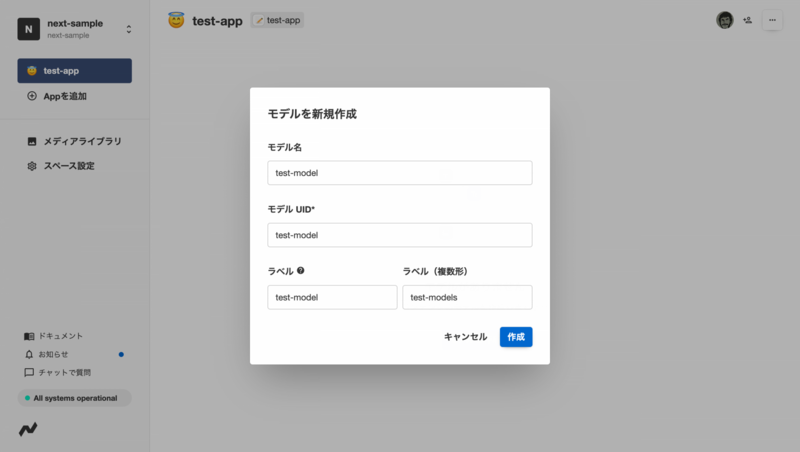 N
next-sample
next-sample
test-app
Appを追加
メディアライブラリ
スペース設定
ドキュメント
お知らせ
チャットで質問
All systems operational
test-app
test-app
モデルを新規作成
モデル名
test-model
モデル UID*
test-model
ラベル
ラベル（複数形）
test-model
test-models
キャンセル
作成